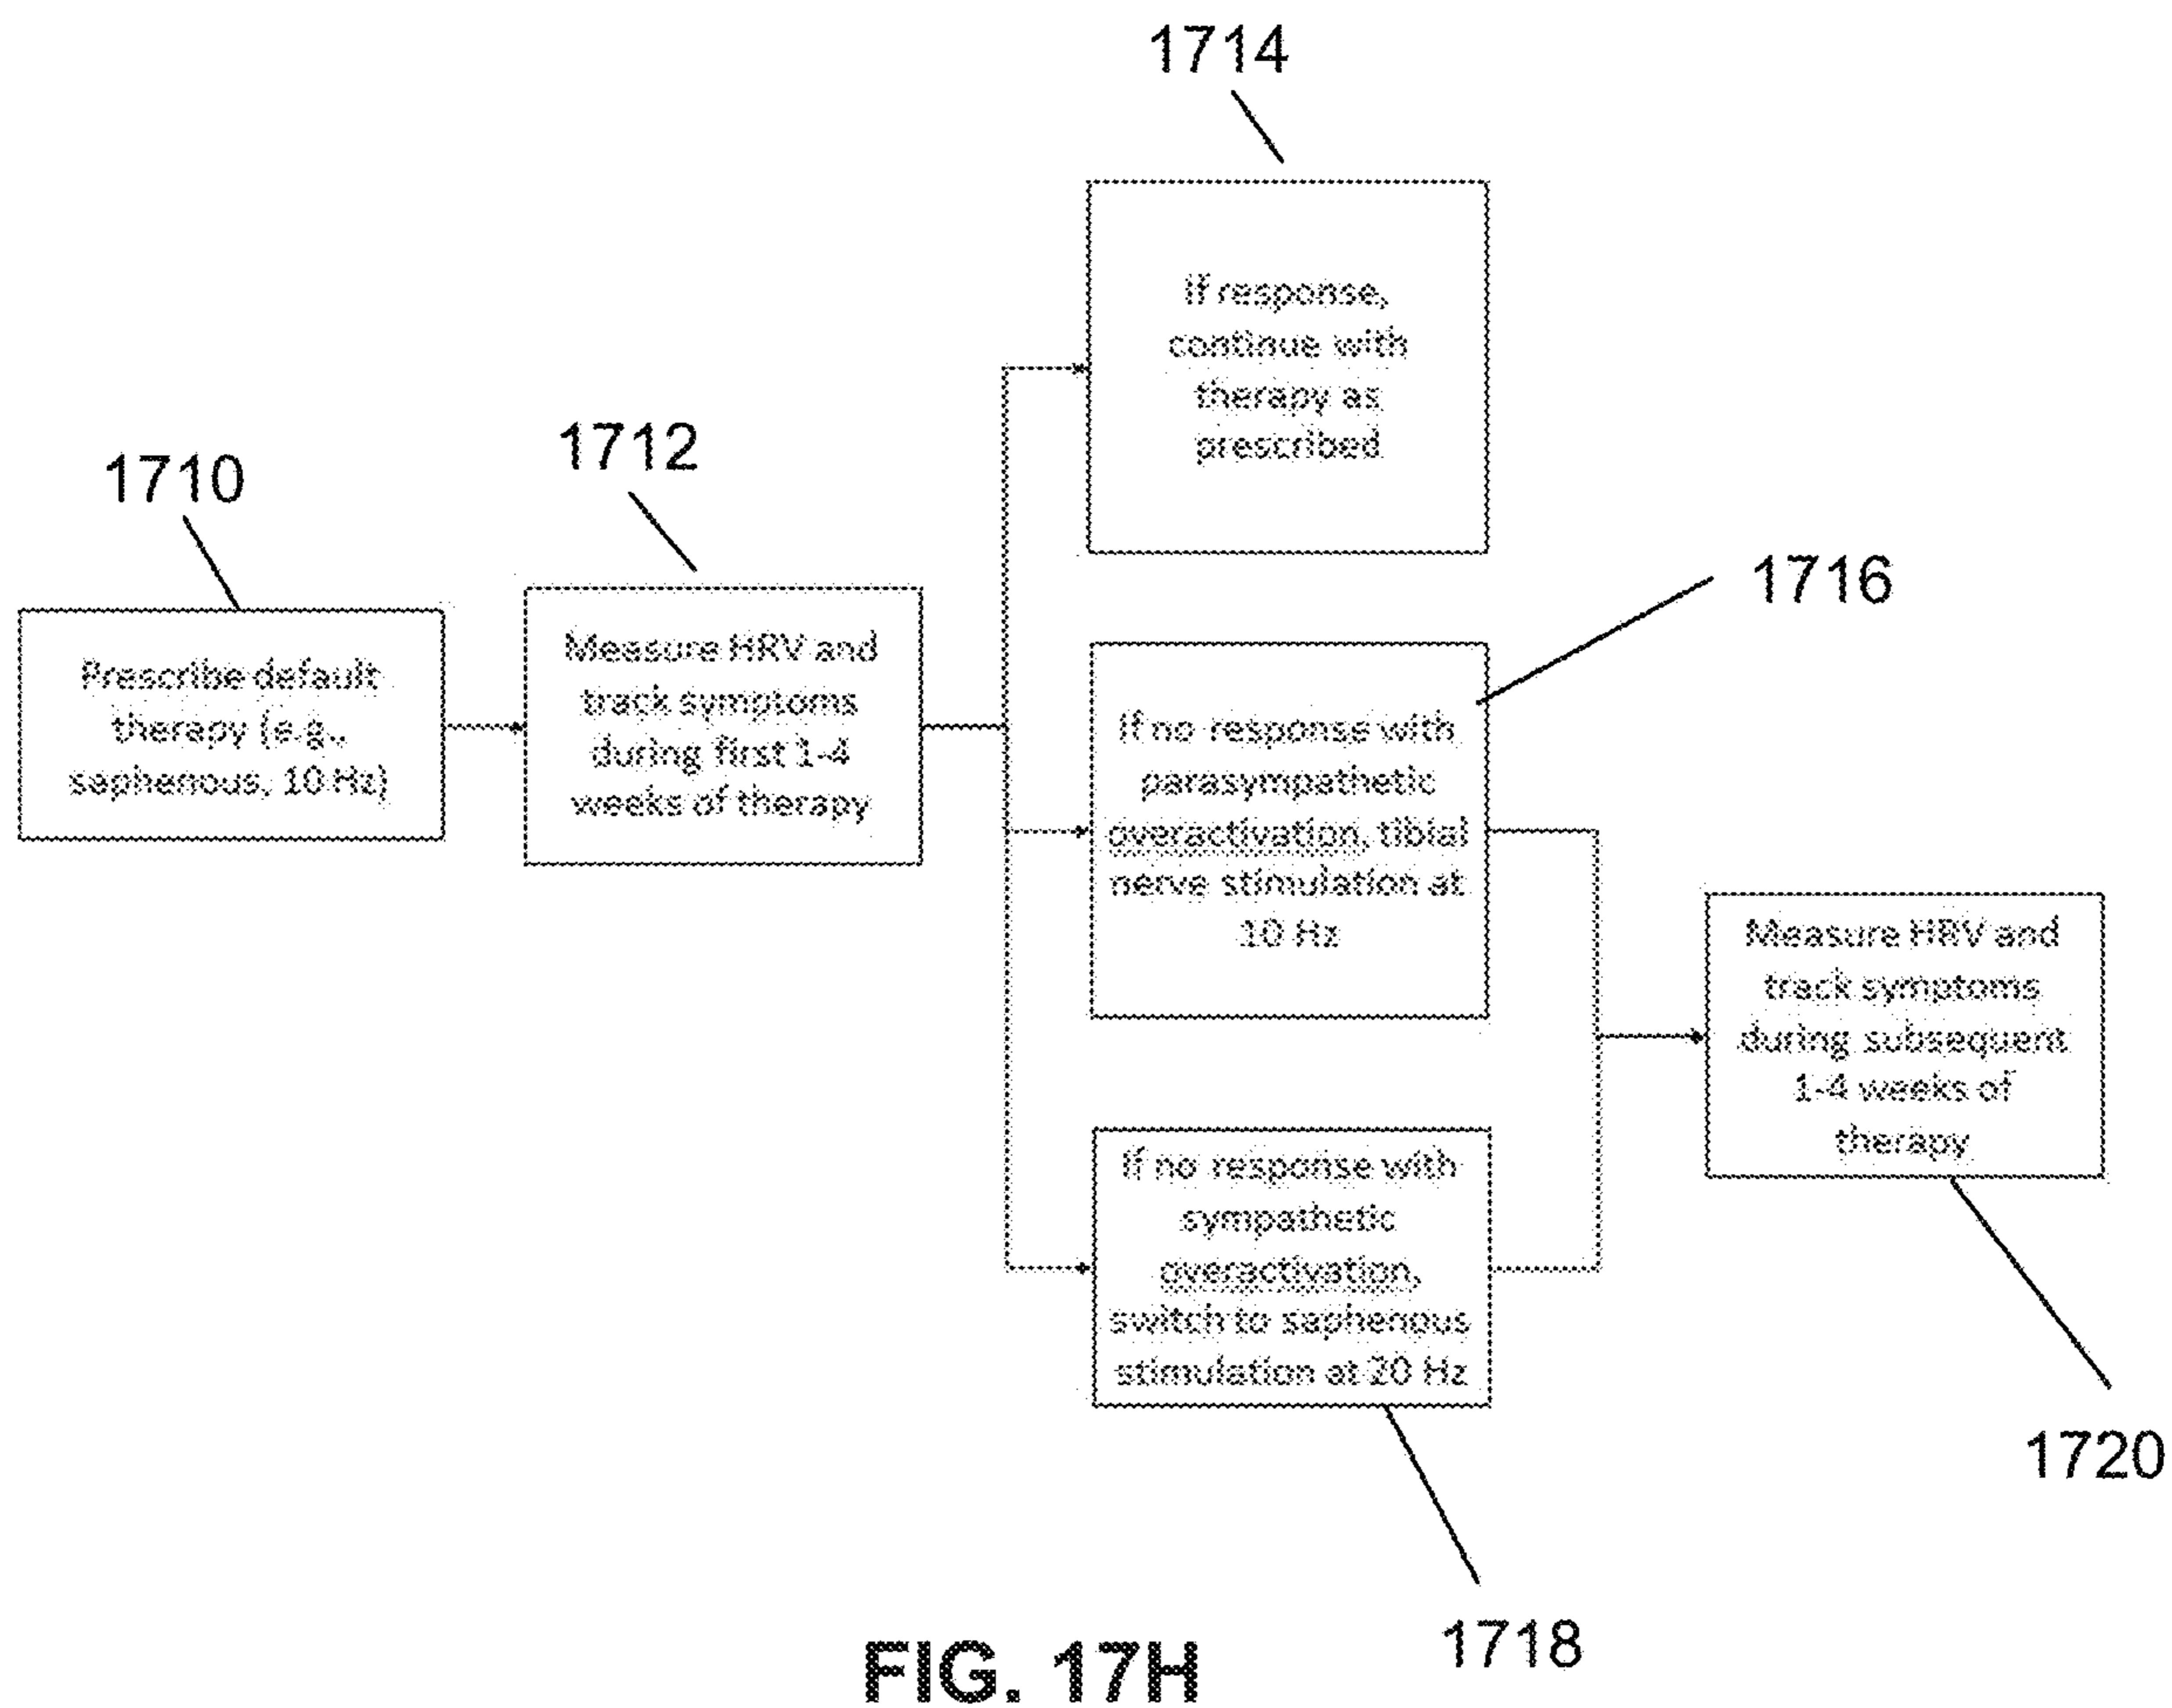 1714
If response,
continue with
therapy as
prescribed
1712
1710
1716
Measure HRV and
track symptoms
during first 1-4
weeks of therapy
Prescribe default
therapy (e.g.,
saphenous, 10 Hz)
If no response with
parasympathetic
overactivation, tibial
nerve stimulation at
10 Hz
Measure HRV and
track symptoms
during subsequent
1-4 weeks of
therapy
If no response with
sympathetic
overactivation,
switch to saphenous
stimulation at 20 Hz
1720
1718
FIG. 17H